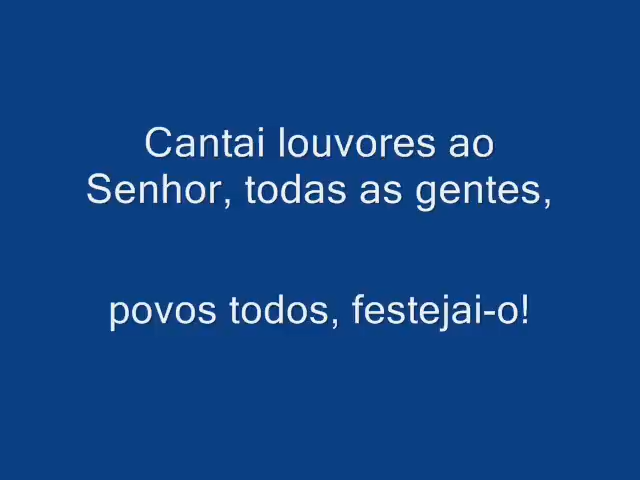 Cantai louvores ao
Senhor, todas as gentes,
povos todos, festejai-o!